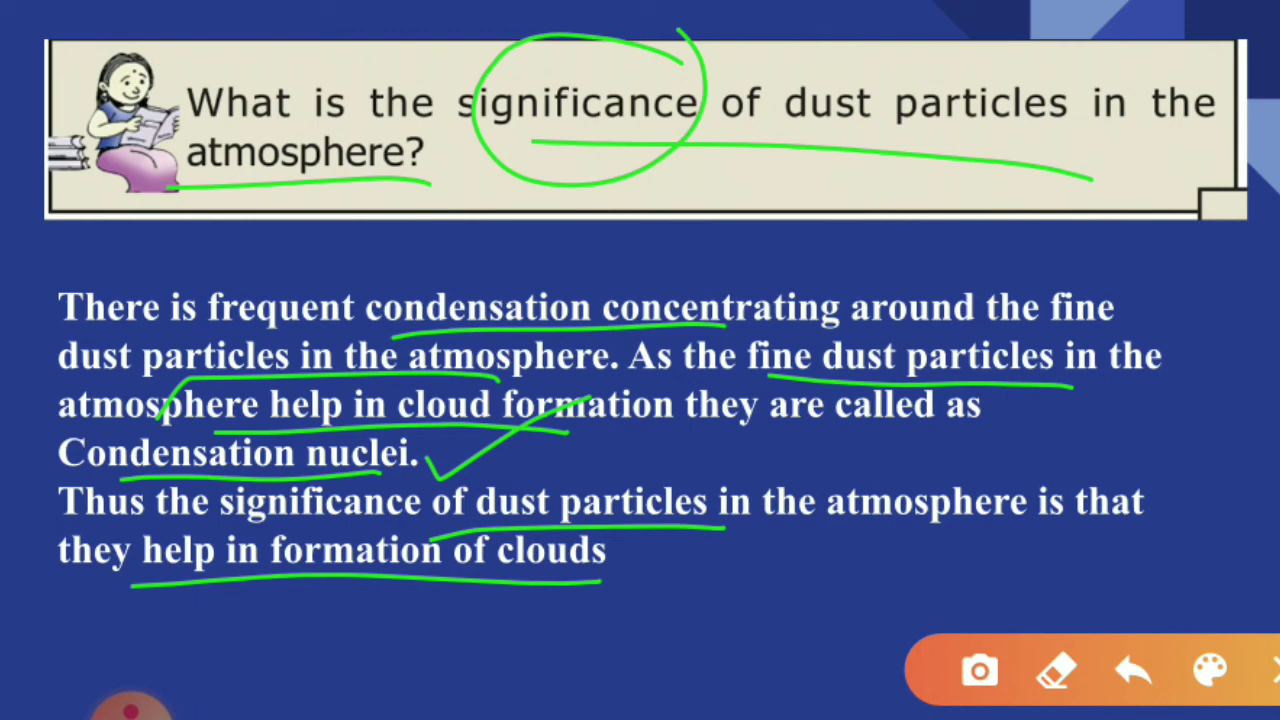 What is the significance of dust particles in the
atmosphere?
There is frequent condensation concentrating around the fine
dust particles in the atmosphere. As the fine dust particles in the
atmosphere help in cloud formation they are called as
Condensation nuclei.
Thus the significance of dust particles in the atmosphere is that
they help in formation of clouds